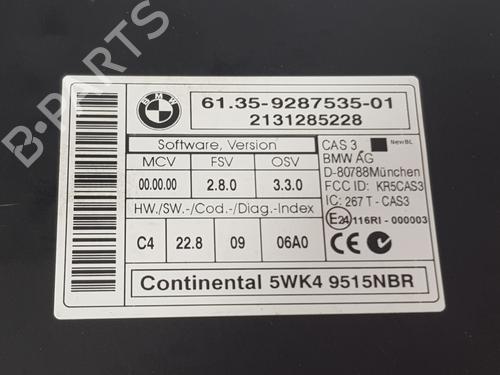 BMW
61.35-9287535-01
2131285228
Software, Version
MCV FSV OSV
00.00.00 2.8.0 3.3.0
HW./SW.-/Cod.-/Diag.-Index
C4 22.8 09 06A0
CAS 3 NewBL
BMW AG
D-80788München
FCC ID: KR5CAS3
IC: 267 T - CAS3
E24 116RI - 000003
CE
Continental 5WK4 9515NBR
B-PARTS